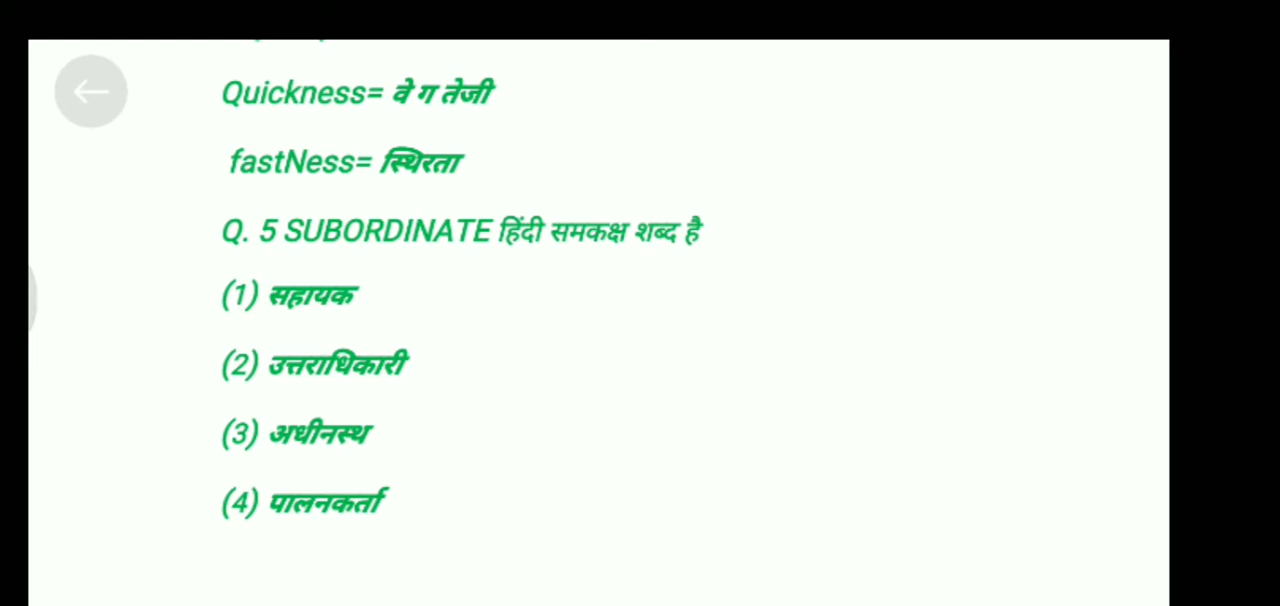 Quickness= वे ग तेजी
fastNess= स्थिरता
Q. 5 SUBORDINATE हिंदी समकक्ष शब्द है
(1) सहायक
(2) उत्तराधिकारी
(3) अधीनस्थ
(4) पालनकर्ता